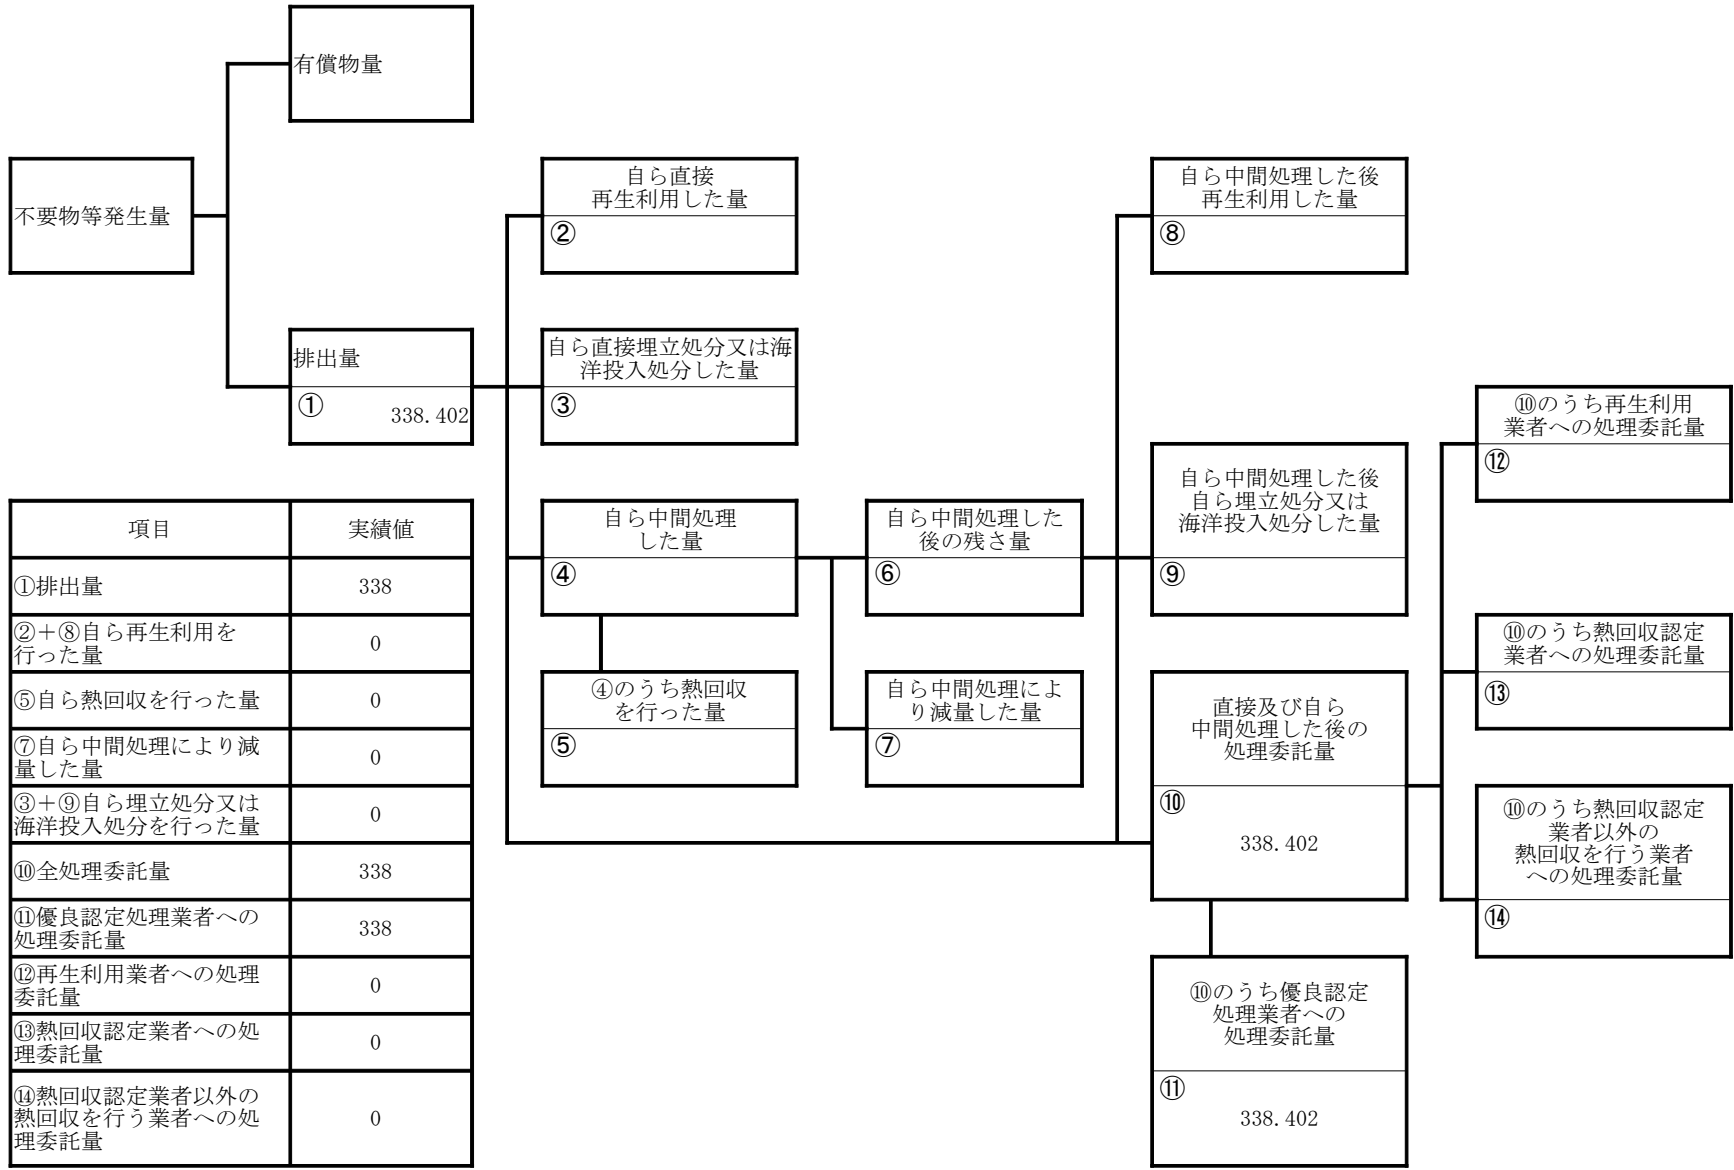 有償物量
不要物等発生量
自ら直接
再生利用した量
②
自ら中間処理した後
再生利用した量
⑧
排出量
① 338.402
自ら直接埋立処分又は海
洋投入処分した量
③
⑩のうち再生利用
業者への処理委託量
⑫
自ら中間処理した後
自ら埋立処分又は
海洋投入処分した量
⑨
自ら中間処理
した量
④
自ら中間処理した
後の残さ量
⑥
⑩のうち熱回収認定
業者への処理委託量
⑬
④のうち熱回収
を行った量
⑤
自ら中間処理によ
り減量した量
⑦
直接及び自ら
中間処理した後の
処理委託量
⑩
338.402
⑩のうち熱回収認定
業者以外の
熱回収を行う業者
への処理委託量
⑭
⑩のうち優良認定
処理業者への
処理委託量
⑪
338.402
項目 実績値
①排出量 338
②＋⑧自ら再生利用を
行った量 0
⑤自ら熱回収を行った量 0
⑦自ら中間処理により減
量した量 0
③＋⑨自ら埋立処分又は
海洋投入処分を行った量 0
⑩全処理委託量 338
⑪優良認定処理業者への
処理委託量 338
⑫再生利用業者への処理
委託量 0
⑬熱回収認定業者への処
理委託量 0
⑭熱回収認定業者以外の
熱回収を行う業者への処
理委託量 0